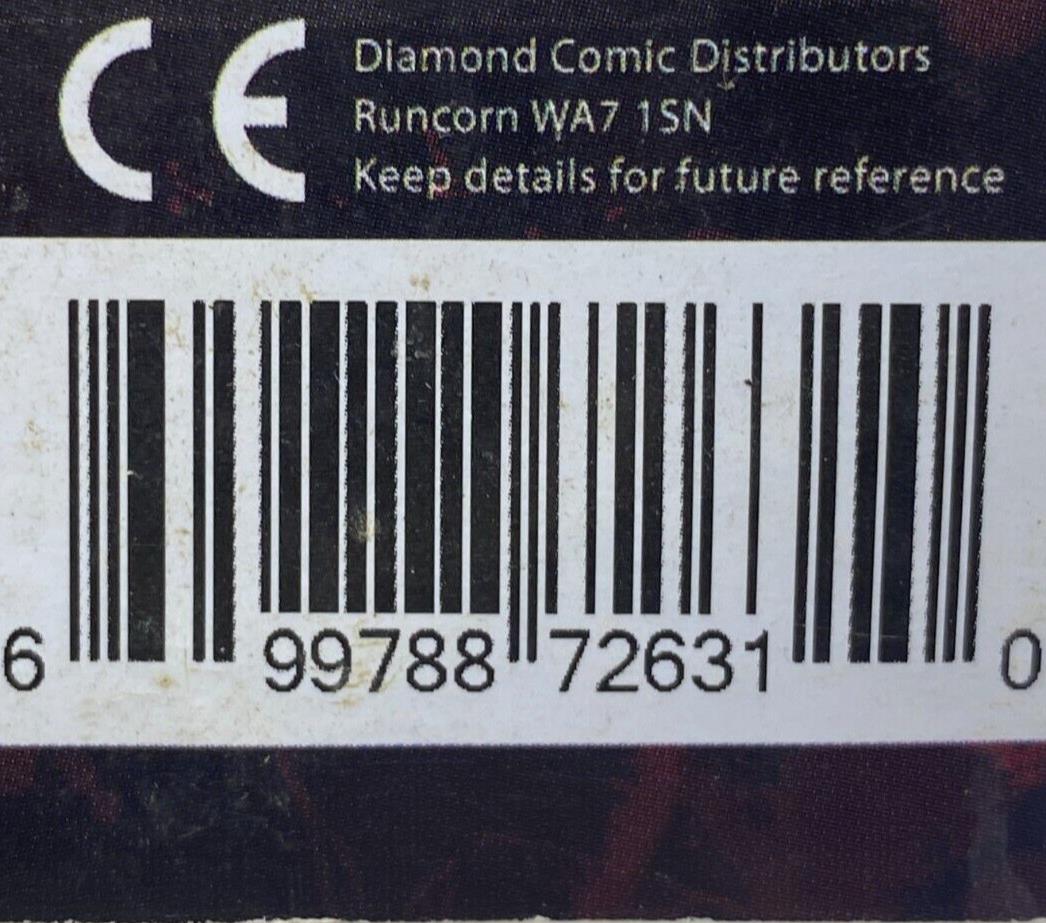 CE
Diamond Comic Distributors
Runcorn WA7 1SN
Keep details for future reference
6 99788 72631 0